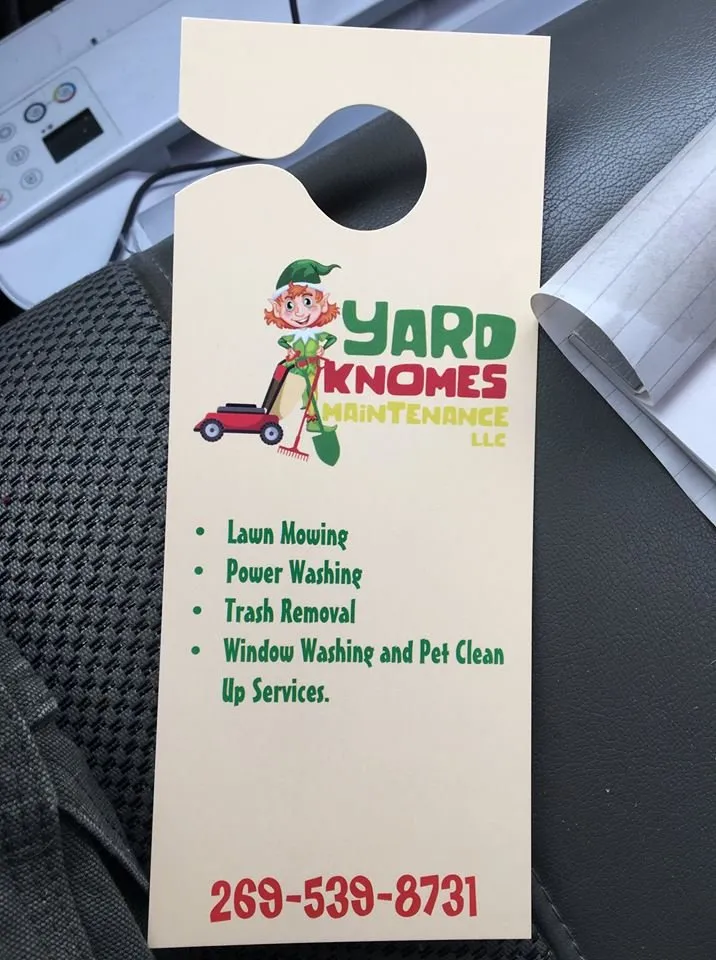 YARD
KNOMES
MAiNTENANCE
LLC
• Lawn Mowing
• Power Washing
• Trash Removal
• Window Washing and Pet Clean
Up Services.
269-539-8731